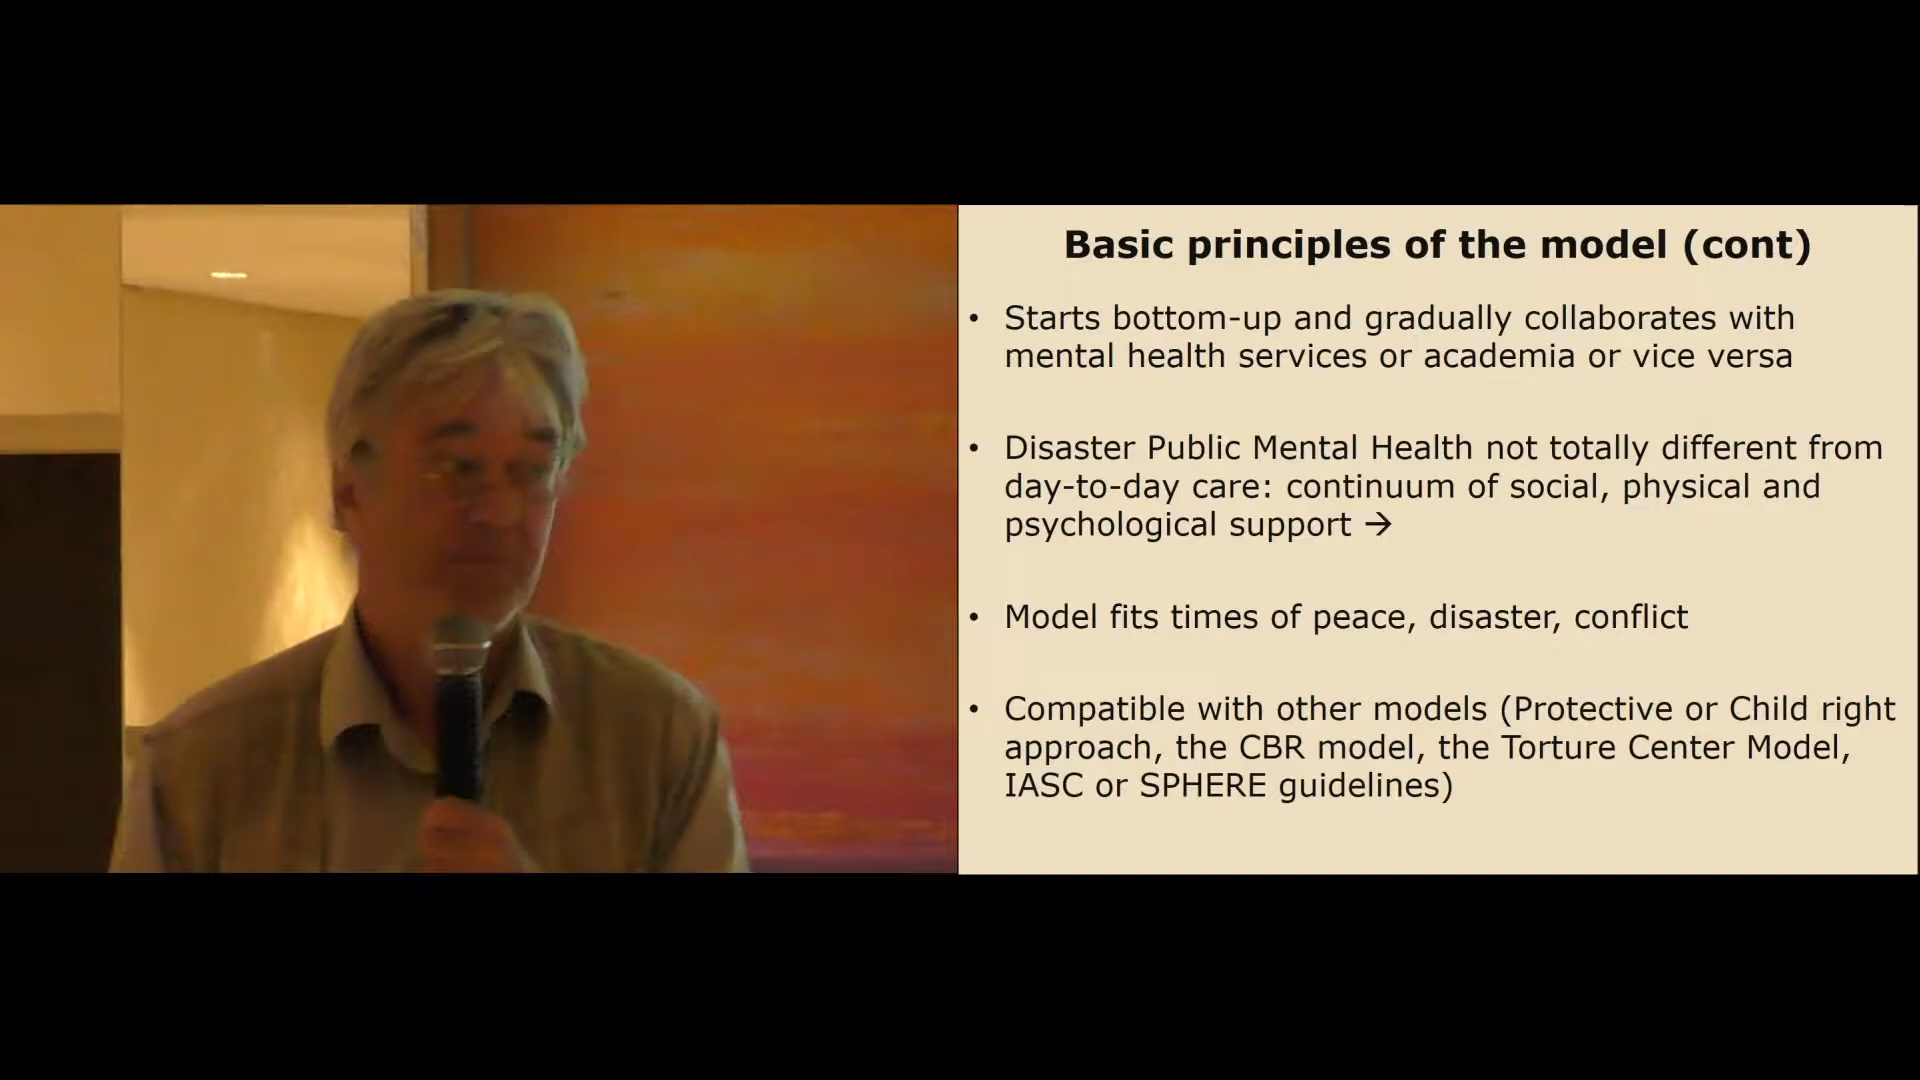 Basic principles of the model (cont)
• Starts bottom-up and gradually collaborates with
mental health services or academia or vice versa
• Disaster Public Mental Health not totally different from
day-to-day care: continuum of social, physical and
psychological support →
• Model fits times of peace, disaster, conflict
• Compatible with other models (Protective or Child right
approach, the CBR model, the Torture Center Model,
IASC or SPHERE guidelines)